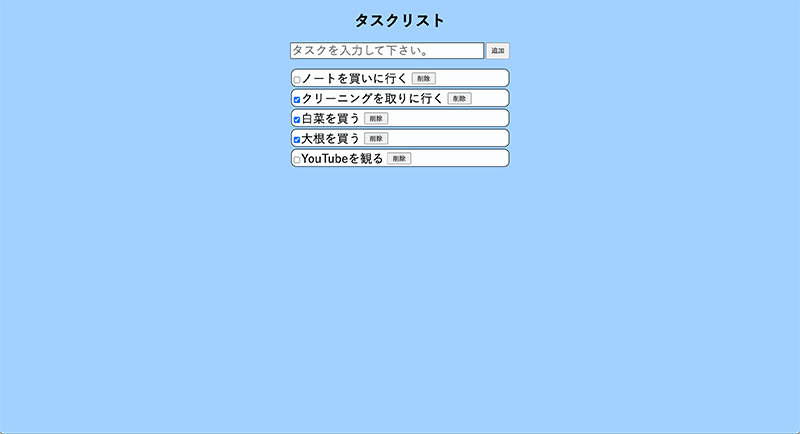 タスクリスト
タスクを入力して下さい。 追加
ノートを買いに行く 削除
クリーニングを取りに行く 削除
白菜を買う 削除
大根を買う 削除
YouTubeを観る 削除